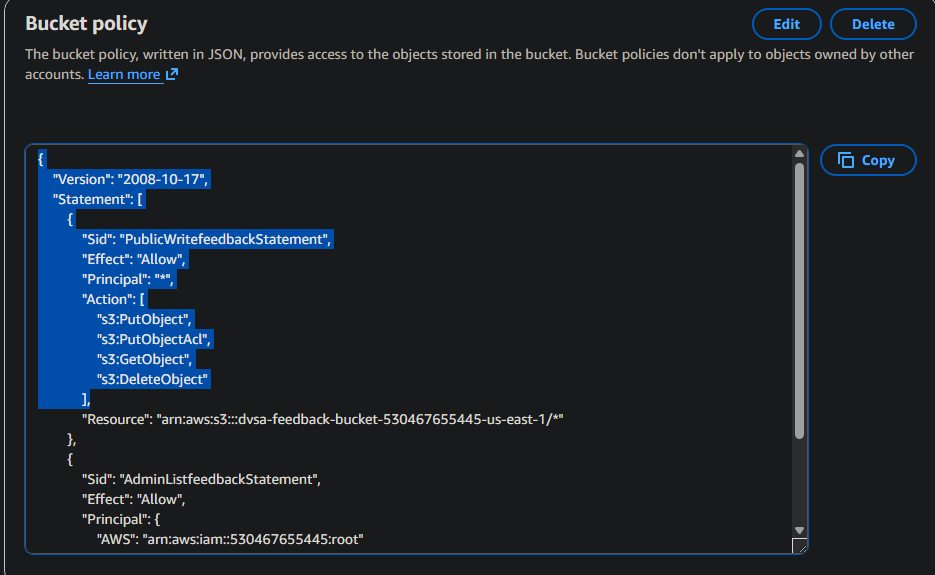 Bucket policy
Edit
Delete
The bucket policy, written in JSON, provides access to the objects stored in the bucket. Bucket policies don't apply to objects owned by other
accounts. Learn more
Copy
{
"Version": "2008-10-17",
"Statement": [
{
"Sid": "PublicWritefeedbackStatement",
"Effect": "Allow",
"Principal": "*",
"Action": [
"s3:PutObject",
"s3:PutObjectAcl",
"s3:GetObject",
"s3:DeleteObject"
],
"Resource": "arn:aws:s3:::dvsa-feedback-bucket-530467655445-us-east-1/*"
},
{
"Sid": "AdminListfeedbackStatement",
"Effect": "Allow",
"Principal": {
"AWS": "arn:aws:iam::530467655445:root"